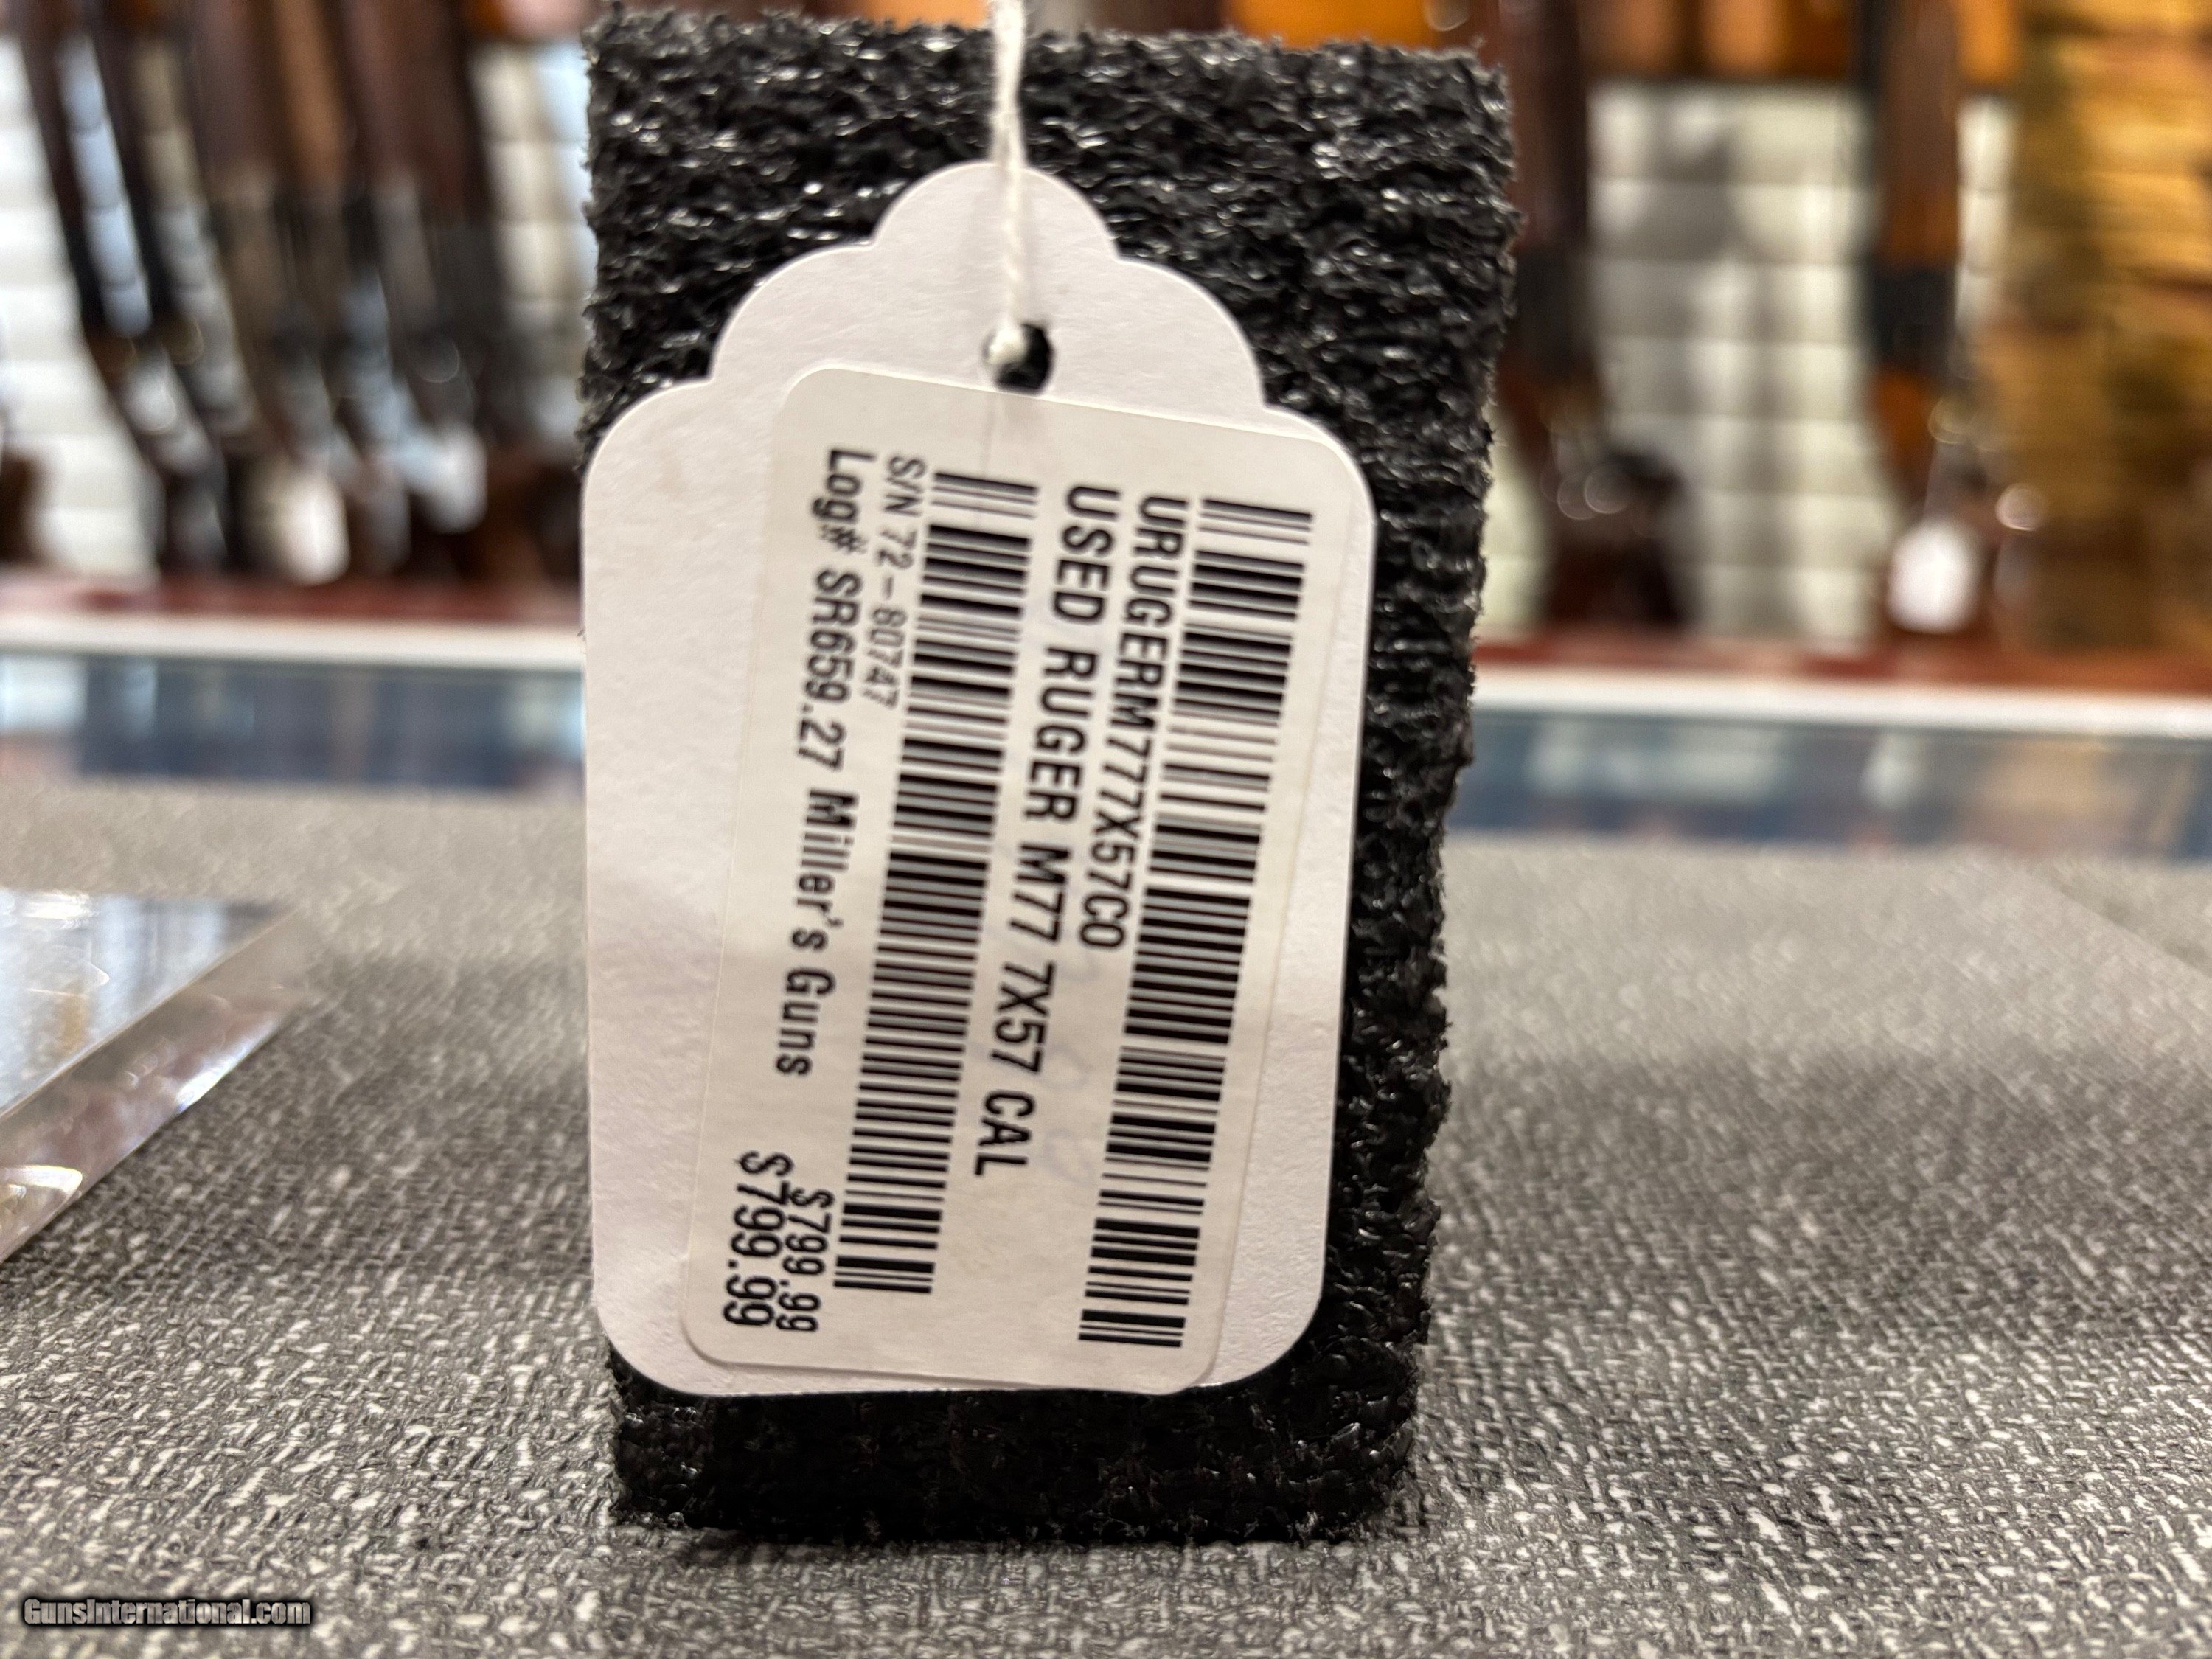 URUGERM777X57CO
USED RUGER M77 7X57 CAL
S/N 72-80747
$799.99
Log# SR659.27 Miller's Guns
$799.99
GunsInternational.com